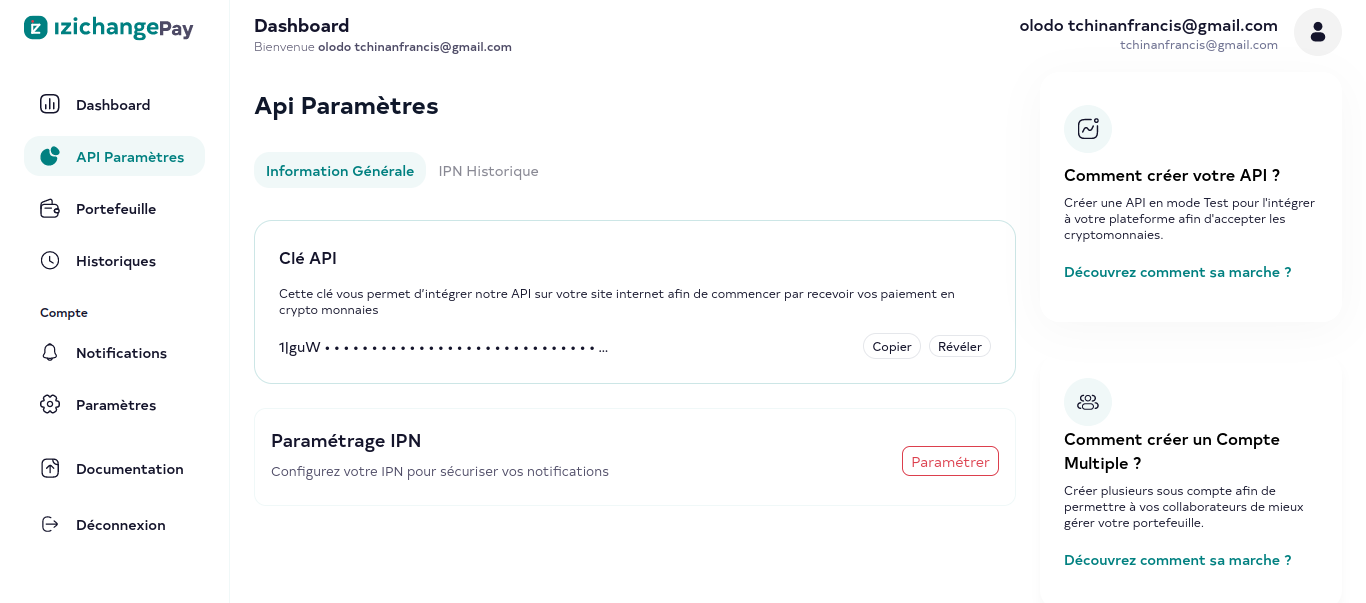 ızichangePay
Dashboard
API Paramètres
Portefeuille
Historiques
Compte
Notifications
Paramètres
Documentation
Déconnexion
Dashboard
Bienvenue olodo tchinanfrancis@gmail.com
olodo tchinanfrancis@gmail.com
tchinanfrancis@gmail.com
Api Paramètres
Information Générale
IPN Historique
Clé API
Cette clé vous permet d'intégrer notre API sur votre site internet afin de commencer par recevoir vos paiement en
crypto monnaies
1|guW • • • • • • • • • • • • • • • • • • • • • • • • • • • • • ...
Copier
Révéler
Paramétrage IPN
Configurez votre IPN pour sécuriser vos notifications
Paramétrer
Comment créer votre API ?
Créer une API en mode Test pour l'intégrer
à votre plateforme afin d'accepter les
cryptomonnaies.
Découvrez comment sa marche ?
Comment créer un Compte
Multiple ?
Créer plusieurs sous compte afin de
permettre à vos collaborateurs de mieux
gérer votre portefeuille.
Découvrez comment sa marche ?